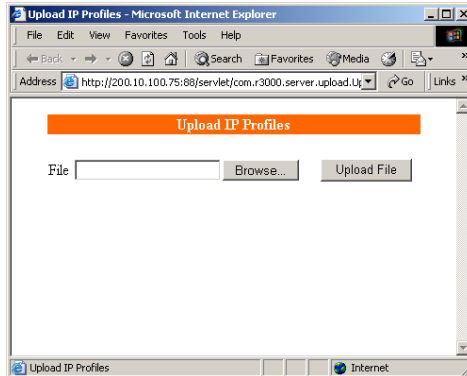 Upload IP Profiles - Microsoft Internet Explorer
File Edit View Favorites Tools Help
Back Search Favorites Media »
Address http://200.10.100.75:88/servlet/com.r3000.server.upload.Up Go Links »
Upload IP Profiles
File Browse... Upload File
Upload IP Profiles Internet